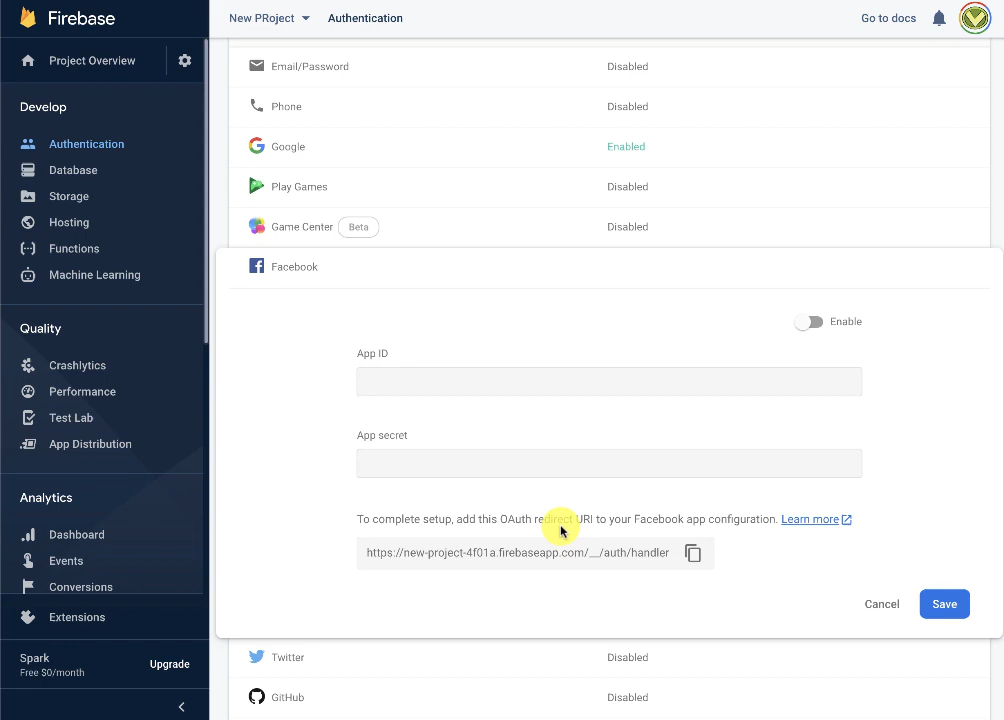 Firebase
New PRoject
Authentication
Go to docs
Project Overview
Develop
Authentication
Database
Storage
Hosting
Functions
Machine Learning
Quality
Crashlytics
Performance
Test Lab
App Distribution
Analytics
Dashboard
Events
Conversions
Extensions
Spark
Free $0/month
Upgrade
Email/Password Disabled
Phone Disabled
Google Enabled
Play Games Disabled
Game Center Beta Disabled
Facebook
Enable
App ID
App secret
To complete setup, add this OAuth redirect URI to your Facebook app configuration. Learn more
https://new-project-4f01a.firebaseapp.com/__/auth/handler
Cancel
Save
Twitter Disabled
GitHub Disabled